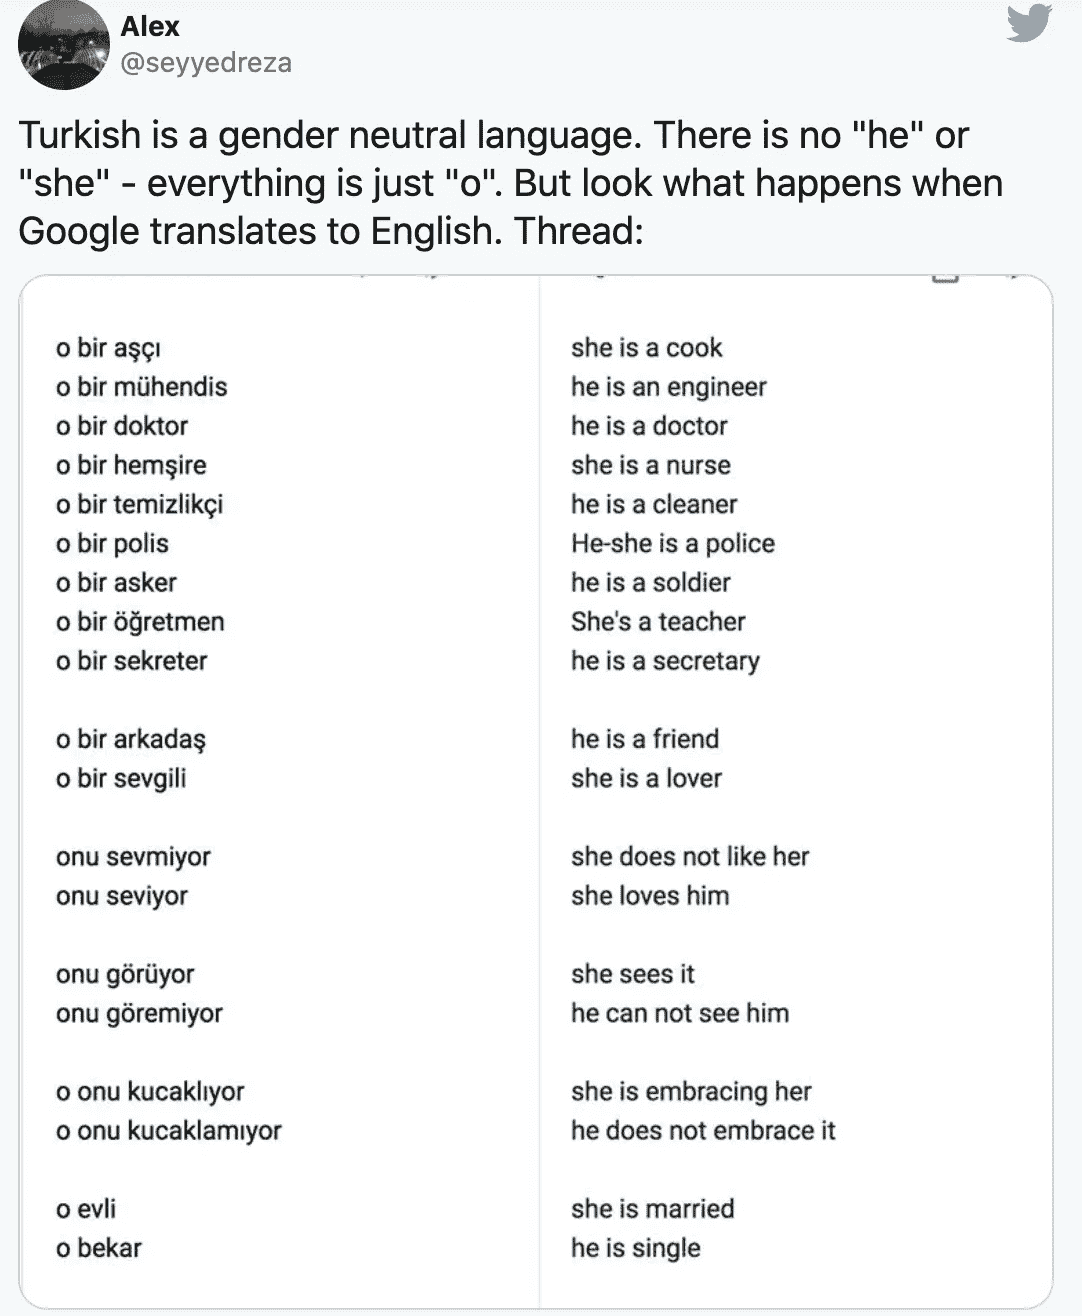 Alex
@seyyedreza
Turkish is a gender neutral language. There is no "he" or
"she" - everything is just "o". But look what happens when
Google translates to English. Thread:
o bir aşçı she is a cook
o bir mühendis he is an engineer
o bir doktor he is a doctor
o bir hemşire she is a nurse
o bir temizlikçi he is a cleaner
o bir polis He-she is a police
o bir asker he is a soldier
o bir öğretmen She's a teacher
o bir sekreter he is a secretary
o bir arkadaş he is a friend
o bir sevgili she is a lover
onu sevmiyor she does not like her
onu seviyor she loves him
onu görüyor she sees it
onu göremiyor he can not see him
o onu kucaklıyor she is embracing her
o onu kucaklamıyor he does not embrace it
o evli she is married
o bekar he is single